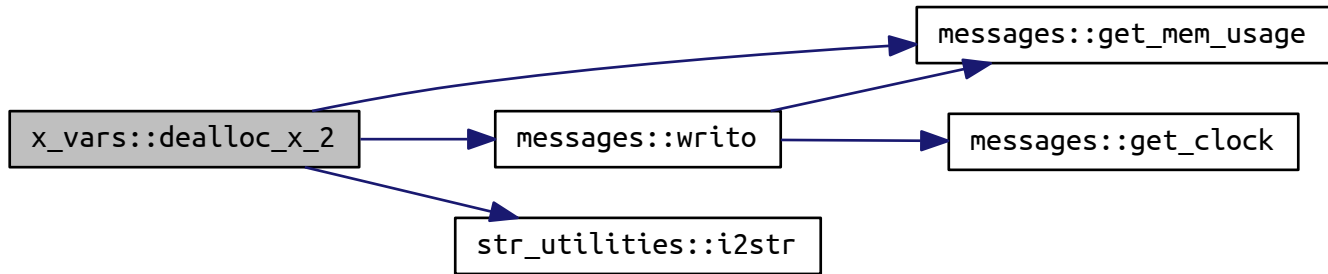 messages::get_mem_usage
x_vars::dealloc_x_2
messages::writo
messages::get_clock
str_utilities::i2str